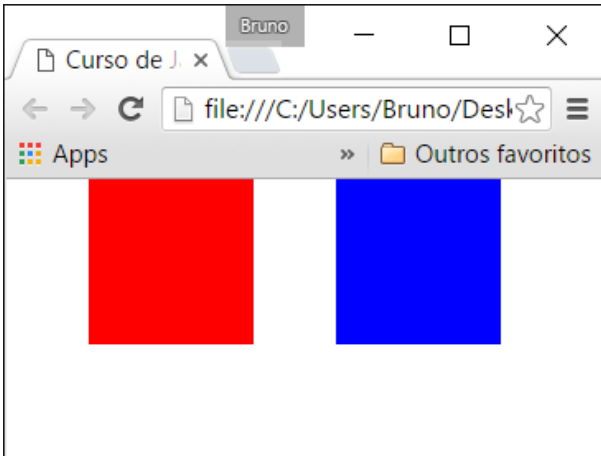 Bruno
Curso de J
file:///C:/Users/Bruno/Desk
Apps » Outros favoritos